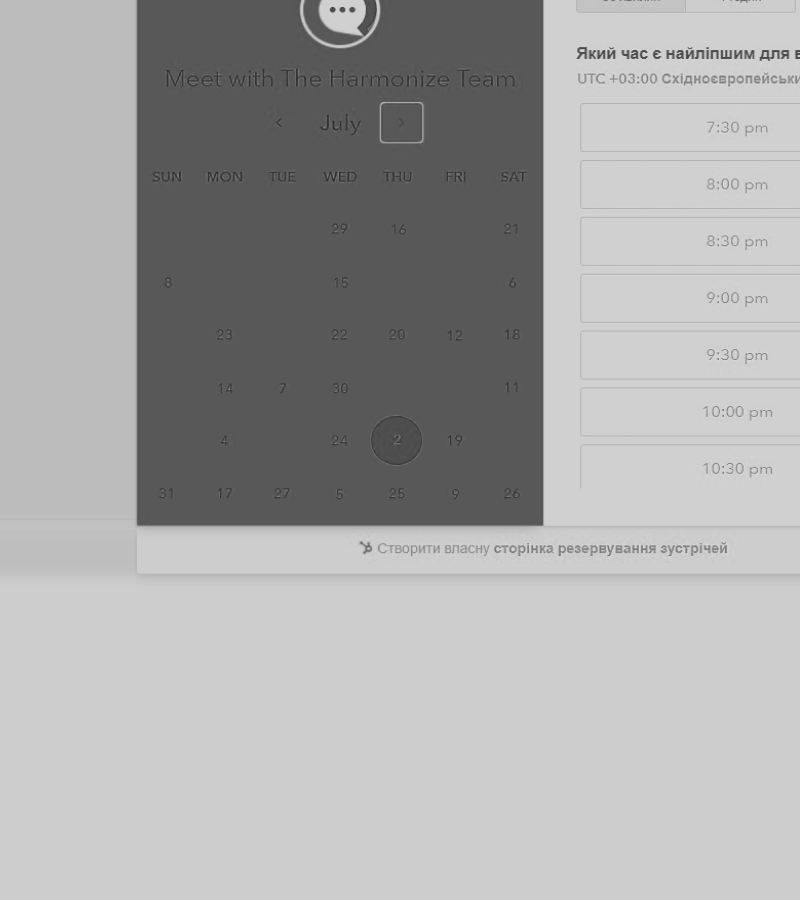 Meet with The Harmonize Team
July
SUN MON TUE WED THU FRI SAT
29 16 21
8 15 6
23 22 20 12 18
14 7 30 11
4 24 2 19
31 17 27 5 25 9 26
Який час є найліпшим для
UTC +03:00
7:30 pm
8:00 pm
8:30 pm
9:00 pm
9:30 pm
10:00 pm
10:30 pm
Створити власну сторінка резервування зустрічей